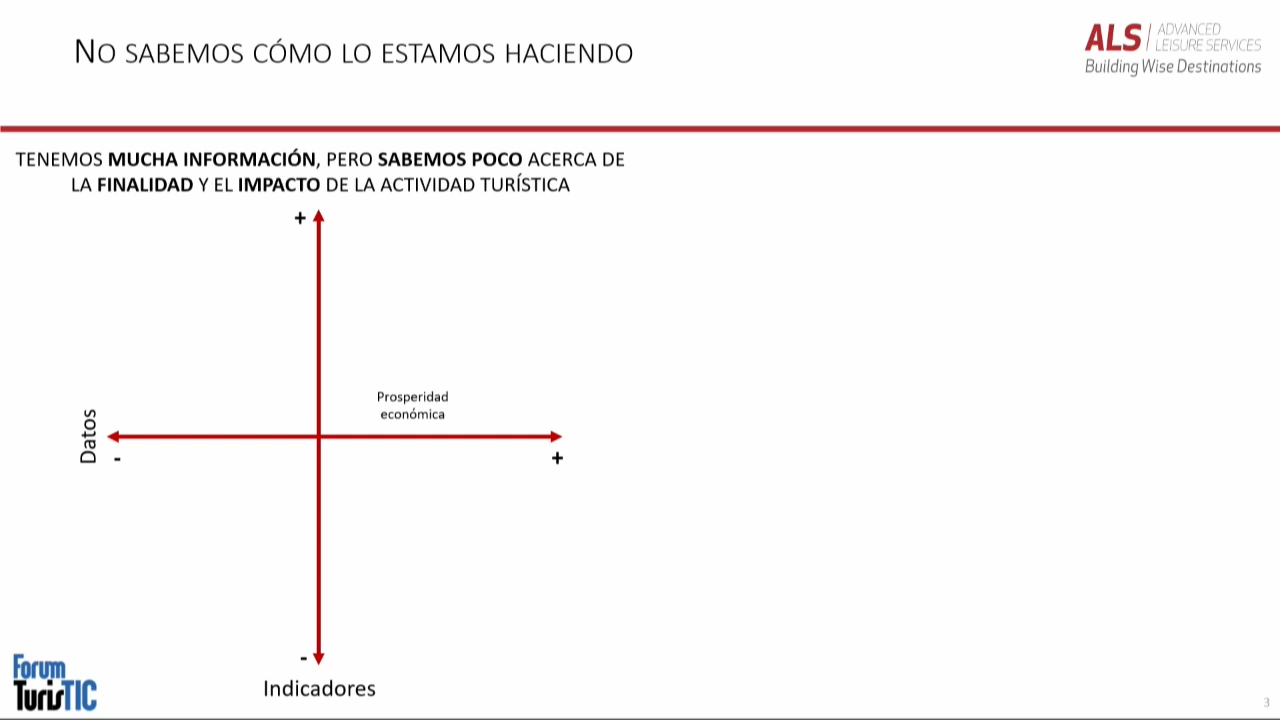 No sabemos cómo lo estamos haciendo
ALS
ADVANCED
LEISURE SERVICES
Building Wise Destinations
TENEMOS MUCHA INFORMACIÓN, PERO SABEMOS POCO ACERCA DE
LA FINALIDAD Y EL IMPACTO DE LA ACTIVIDAD TURÍSTICA
+
Prosperidad
económica
Datos
-
+
-
Indicadores
Forum
TurisTIC
3